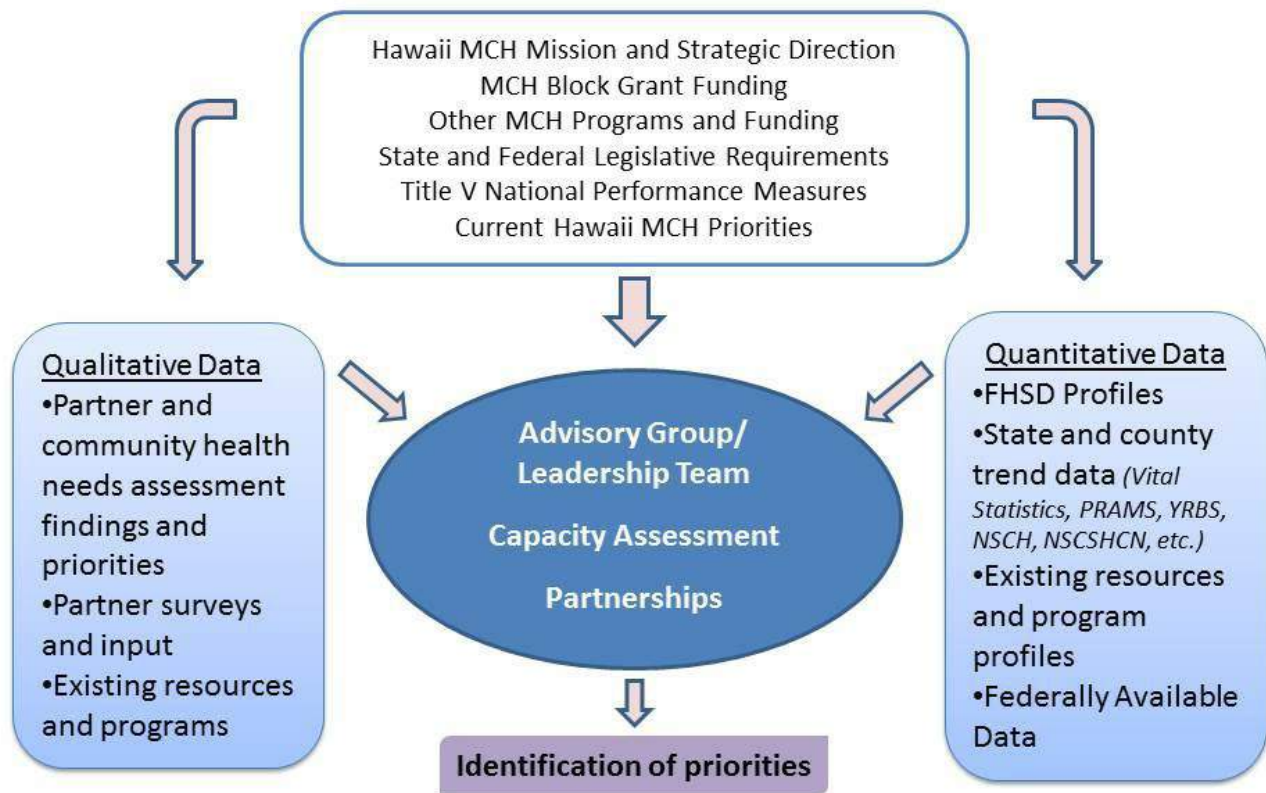 Hawaii MCH Mission and Strategic Direction
MCH Block Grant Funding
Other MCH Programs and Funding
State and Federal Legislative Requirements
Title V National Performance Measures
Current Hawaii MCH Priorities
Qualitative Data
•Partner and
community health
needs assessment
findings and
priorities
•Partner surveys
and input
•Existing resources
and programs
Advisory Group/
Leadership Team
Capacity Assessment
Partnerships
Quantitative Data
•FHSD Profiles
•State and county
trend data (Vital
Statistics, PRAMS, YRBS,
NSCH, NSCSHCN, etc.)
•Existing resources
and program
profiles
•Federally Available
Data
Identification of priorities